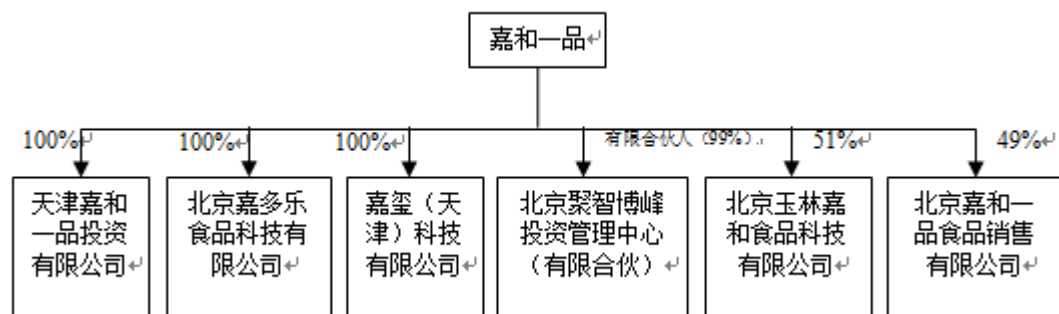 嘉和一品
100%
100%
100%
有限合伙人（99%）
51%
49%
天津嘉和
一品投资
有限公司
北京嘉多乐
食品科技有
限公司
嘉玺（天
津）科技
有限公司
北京聚智博峰
投资管理中心
（有限合伙）
北京玉林嘉
和食品科技
有限公司
北京嘉和一
品食品销售
有限公司